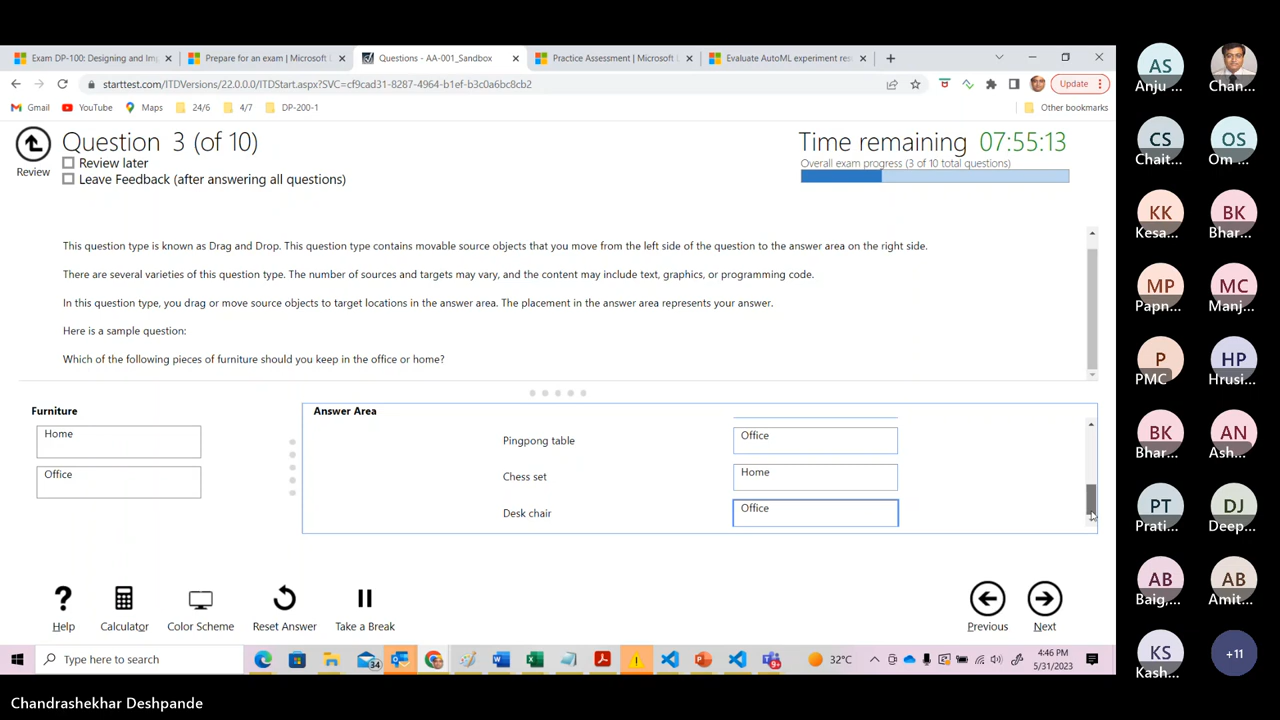 Exam DP-100: Designing and Imp
Prepare for an exam | Microsoft L
Questions - AA-001_Sandbox
Practice Assessment | Microsoft L
Evaluate AutoML experiment res
starttest.com/ITDVersions/22.0.0.0/ITDStart.aspx?SVC=cf9cad31-8287-4964-b1ef-b3c0a6bc8cb2
Update
Gmail
YouTube
Maps
24/6
4/7
DP-200-1
Other bookmarks
Review
Question 3 (of 10)
Review later
Leave Feedback (after answering all questions)
Time remaining 07:55:13
Overall exam progress (3 of 10 total questions)
This question type is known as Drag and Drop. This question type contains movable source objects that you move from the left side of the question to the answer area on the right side.
There are several varieties of this question type. The number of sources and targets may vary, and the content may include text, graphics, or programming code.
In this question type, you drag or move source objects to target locations in the answer area. The placement in the answer area represents your answer.
Here is a sample question:
Which of the following pieces of furniture should you keep in the office or home?
Furniture
Home
Office
Answer Area
Pingpong table
Office
Chess set
Home
Desk chair
Office
Help
Calculator
Color Scheme
Reset Answer
Take a Break
Previous
Next
Type here to search
34
9+
32°C
4:46 PM
5/31/2023
Chandrashekhar Deshpande
AS
Anju ...
Chan...
CS
Chait...
OS
Om ...
KK
Kesa...
BK
Bhar...
MP
Papn...
MC
Manj...
P
PMC
HP
Hrusi...
BK
Bhar...
AN
Ash...
PT
Prati...
DJ
Deep...
AB
Baig,...
AB
Amit...
KS
Kash...
+11